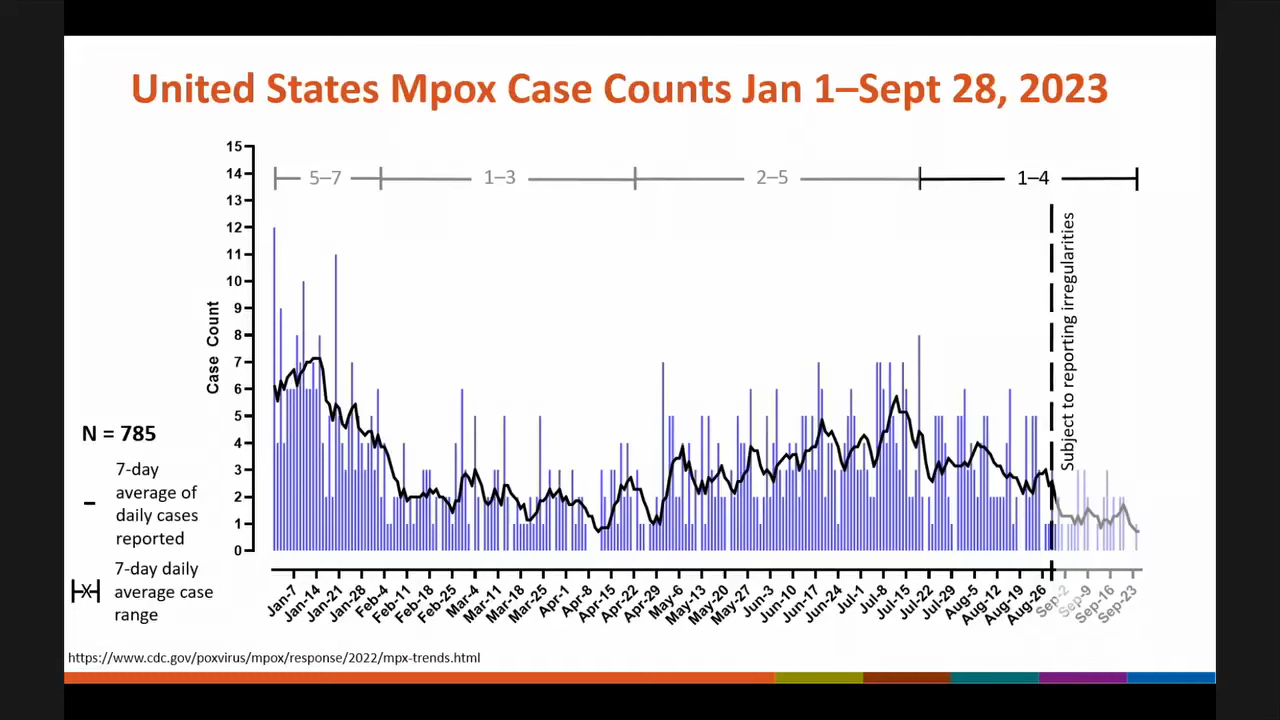 United States Mpox Case Counts Jan 1–Sept 28, 2023
15
14
13
12
11
10
9
8
7
6
5
4
3
2
1
0
Case Count
5–7
1–3
2–5
1–4
Subject to reporting irregularities
N = 785
7-day
average of
daily cases
reported
X
7-day daily
average case
range
Jan-7
Jan-14
Jan-21
Jan-28
Feb-4
Feb-11
Feb-18
Feb-25
Mar-4
Mar-11
Mar-18
Mar-25
Apr-1
Apr-8
Apr-15
Apr-22
Apr-29
May-6
May-13
May-20
May-27
Jun-3
Jun-10
Jun-17
Jun-24
Jul-1
Jul-8
Jul-15
Jul-22
Jul-29
Aug-5
Aug-12
Aug-19
Aug-26
Sep-2
Sep-9
Sep-16
Sep-23
https://www.cdc.gov/poxvirus/mpox/response/2022/mpx-trends.html